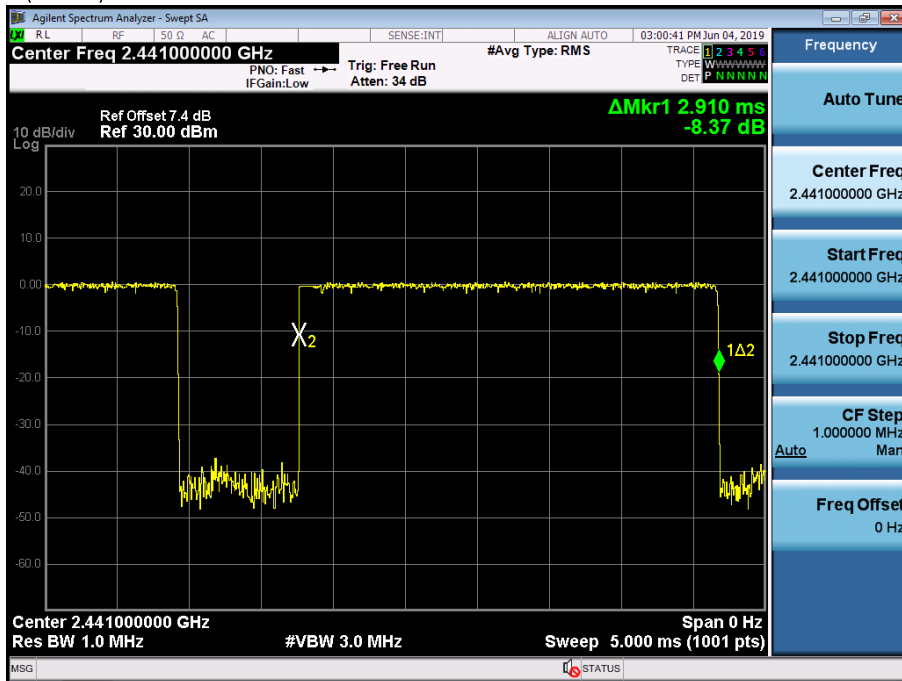 Agilent Spectrum Analyzer - Swept SA
LXI RL RF 50 Ω AC SENSE:INT ALIGN AUTO 03:00:41 PM Jun 04, 2019
Center Freq 2.441000000 GHz
PNO: Fast
IFGain:Low
Trig: Free Run
Atten: 34 dB
#Avg Type: RMS
TRACE 1 2 3 4 5 6
TYPE WWWWWW
DET P N N N N N
ΔMkr1 2.910 ms
-8.37 dB
Ref Offset 7.4 dB
10 dB/div Ref 30.00 dBm
Log
20.0
10.0
0.00
-10.0
-20.0
-30.0
-40.0
-50.0
-60.0
X2
1Δ2
Center 2.441000000 GHz Span 0 Hz
Res BW 1.0 MHz #VBW 3.0 MHz Sweep 5.000 ms (1001 pts)
MSG STATUS
Frequency
Auto Tune
Center Freq
2.441000000 GHz
Start Freq
2.441000000 GHz
Stop Freq
2.441000000 GHz
CF Step
1.000000 MHz
Auto Man
Freq Offset
0 Hz